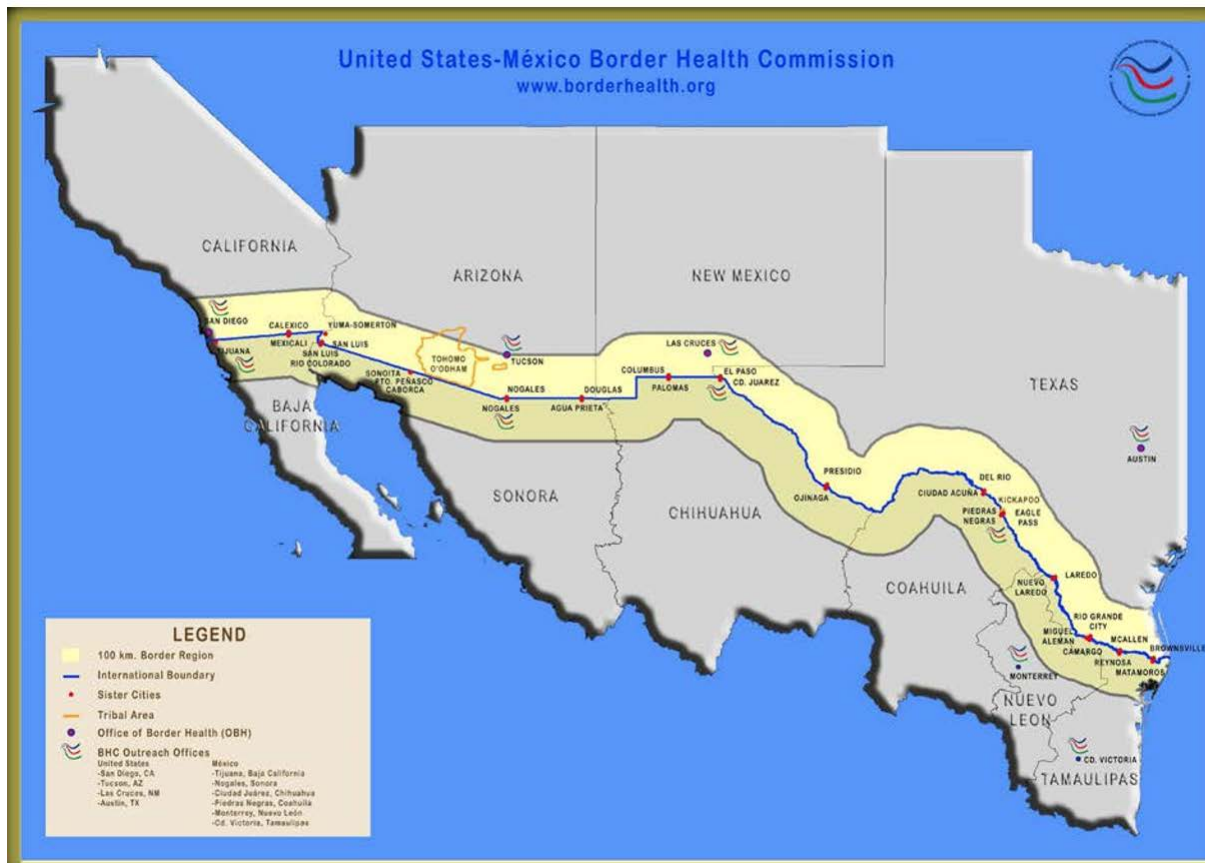 United States-México Border Health Commission
www.borderhealth.org
CALIFORNIA
ARIZONA
NEW MEXICO
TEXAS
SAN DIEGO
IJUANA
CALEXICO
MEXICALI
YUMA-SOMERTON
SAN LUIS
SAN LUIS
RIO COLORADO
SONOITA
PTO. PEÑASCO
CABORCA
TOHOMO
O'ODHAM
TUCSON
NOGALES
NOGALES
DOUGLAS
AGUA PRIETA
LAS CRUCES
COLUMBUS
PALOMAS
EL PASO
CD. JUAREZ
PRESIDIO
OJINAGA
DEL RIO
CIUDAD ACUÑA
KICKAPOO
PIEDRAS
NEGRAS
EAGLE
PASS
AUSTIN
NUEVO
LAREDO
LAREDO
RIO GRANDE
CITY
MIGUEL
ALEMAN
CAMARGO
MCALLEN
REYNOSA
BROWNSVILLE
MATAMOROS
MONTERREY
CD. VICTORIA
BAJA
CALIFORNIA
SONORA
CHIHUAHUA
COAHUILA
NUEVO
LEON
TAMAULIPAS
LEGEND
100 km. Border Region
International Boundary
Sister Cities
Tribal Area
Office of Border Health (OBH)
BHC Outreach Offices
United States
-San Diego, CA
-Tucson, AZ
-Las Cruces, NM
-Austin, TX
México
-Tijuana, Baja California
-Nogales, Sonora
-Ciudad Juárez, Chihuahua
-Piedras Negras, Coahuila
-Monterrey, Nuevo León
-Cd. Victoria, Tamaulipas